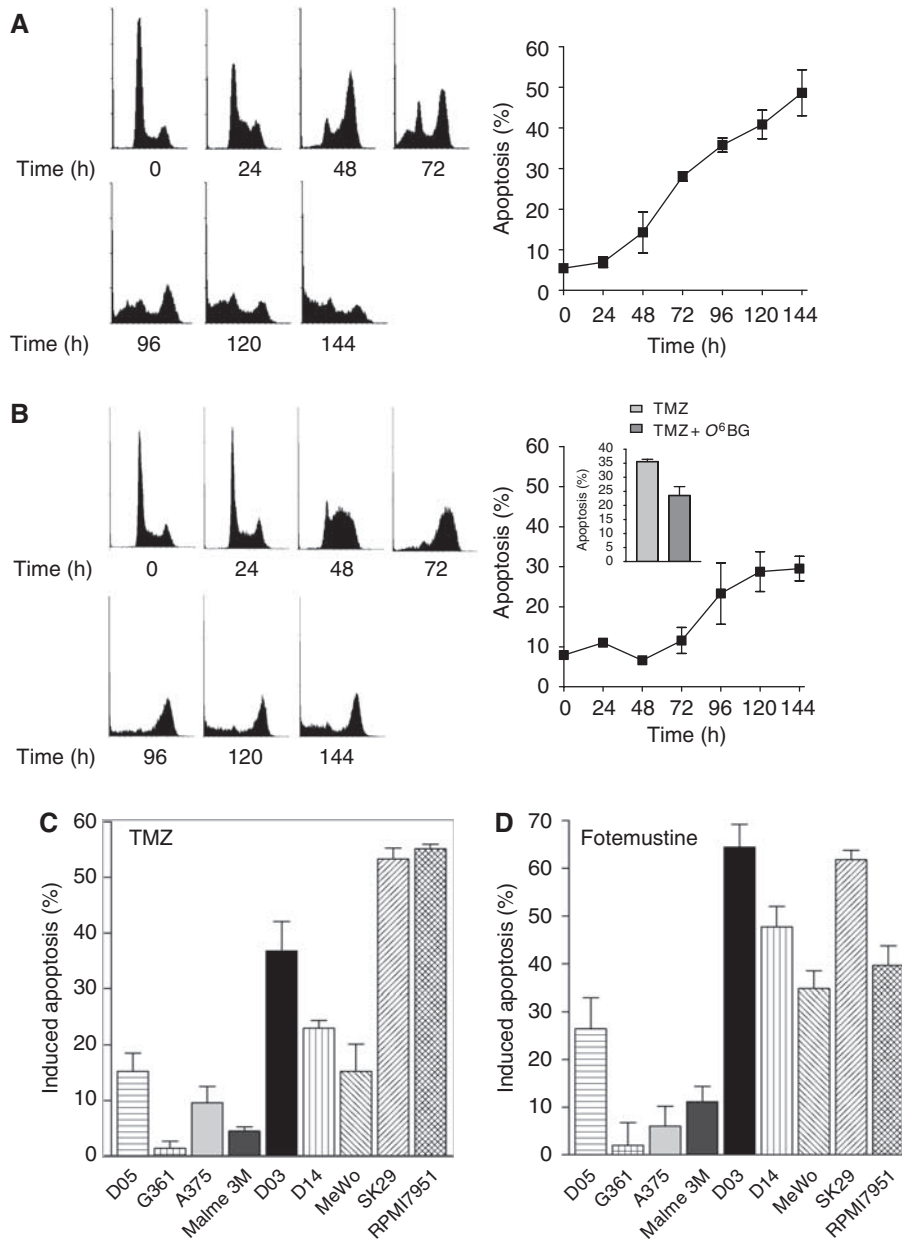 A
Time (h) 0 24 48 72
Time (h) 96 120 144
Apoptosis (%)
60
50
40
30
20
10
0
0 24 48 72 96 120 144
Time (h)
B
Time (h) 0 24 48 72
Time (h) 96 120 144
TMZ
TMZ + O⁶BG
Apoptosis (%)
60
50
40
30
20
10
0
Apoptosis (%)
35
40
25
30
15
20
10
5
0
0 24 48 72 96 120 144
Time (h)
C
TMZ
Induced apoptosis (%)
60
50
40
30
20
10
0
D05 G361 A375 Malme 3M D03 D14 MeWo SK29 RPMI7951
D
Fotemustine
Induced apoptosis (%)
70
60
50
40
30
20
10
0
D05 G361 A375 Malme 3M D03 D14 MeWo SK29 RPMI7951